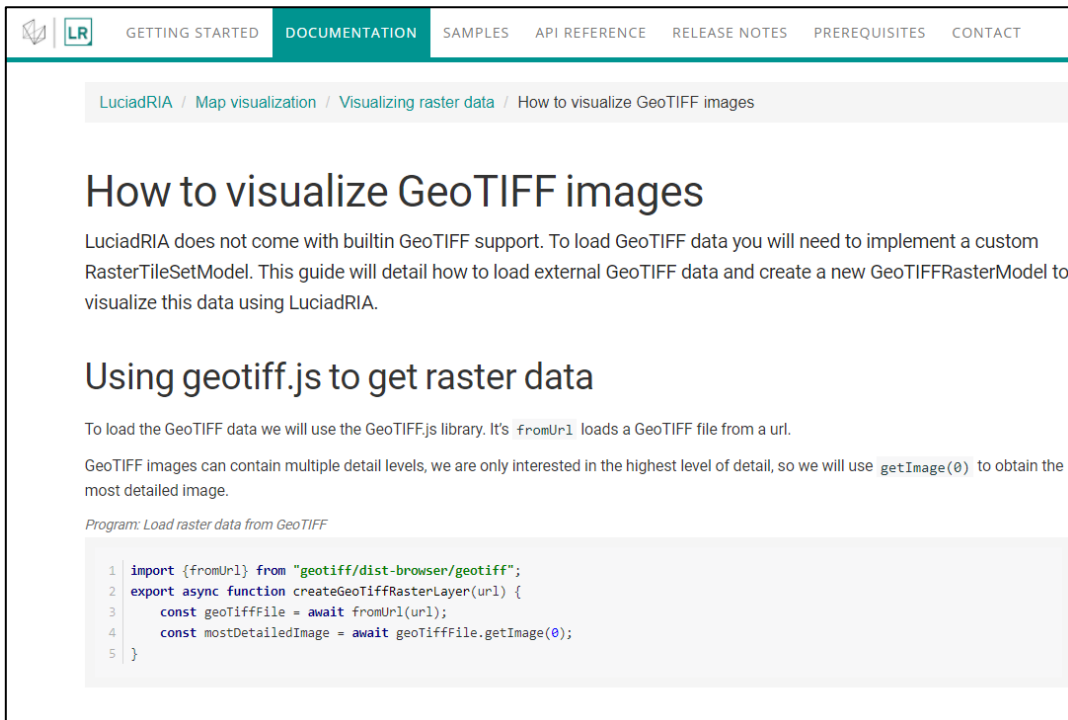 LR GETTING STARTED DOCUMENTATION SAMPLES API REFERENCE RELEASE NOTES PREREQUISITES CONTACT
LuciadRIA / Map visualization / Visualizing raster data / How to visualize GeoTIFF images
How to visualize GeoTIFF images
LuciadRIA does not come with builtin GeoTIFF support. To load GeoTIFF data you will need to implement a custom
RasterTileSetModel. This guide will detail how to load external GeoTIFF data and create a new GeoTIFFRasterModel to
visualize this data using LuciadRIA.
Using geotiff.js to get raster data
To load the GeoTIFF data we will use the GeoTIFF.js library. It's fromUrl loads a GeoTIFF file from a url.
GeoTIFF images can contain multiple detail levels, we are only interested in the highest level of detail, so we will use getImage(0) to obtain the
most detailed image.
Program: Load raster data from GeoTIFF
1 import {fromUrl} from "geotiff/dist-browser/geotiff";
2 export async function createGeoTiffRasterLayer(url) {
3     const geoTiffFile = await fromUrl(url);
4     const mostDetailedImage = await geoTiffFile.getImage(0);
5 }